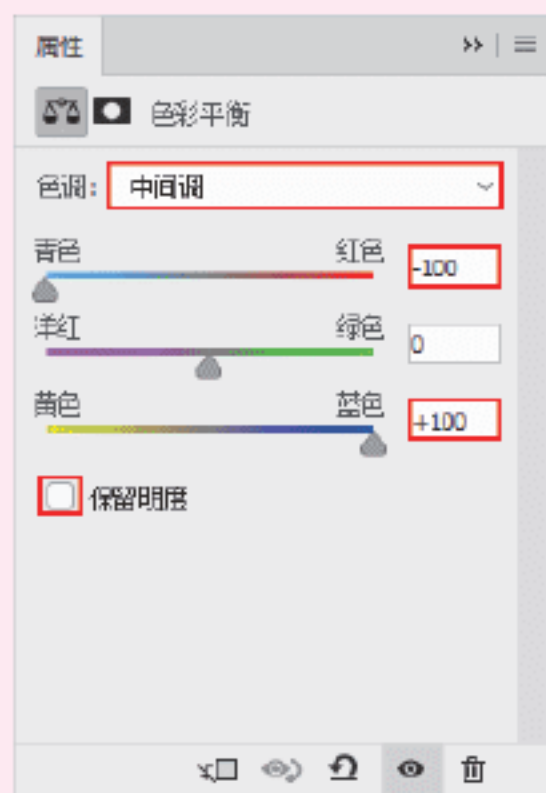 属性
色彩平衡
色调: 中间调
青色 红色 -100
洋红 绿色 0
黄色 蓝色 +100
保留明度